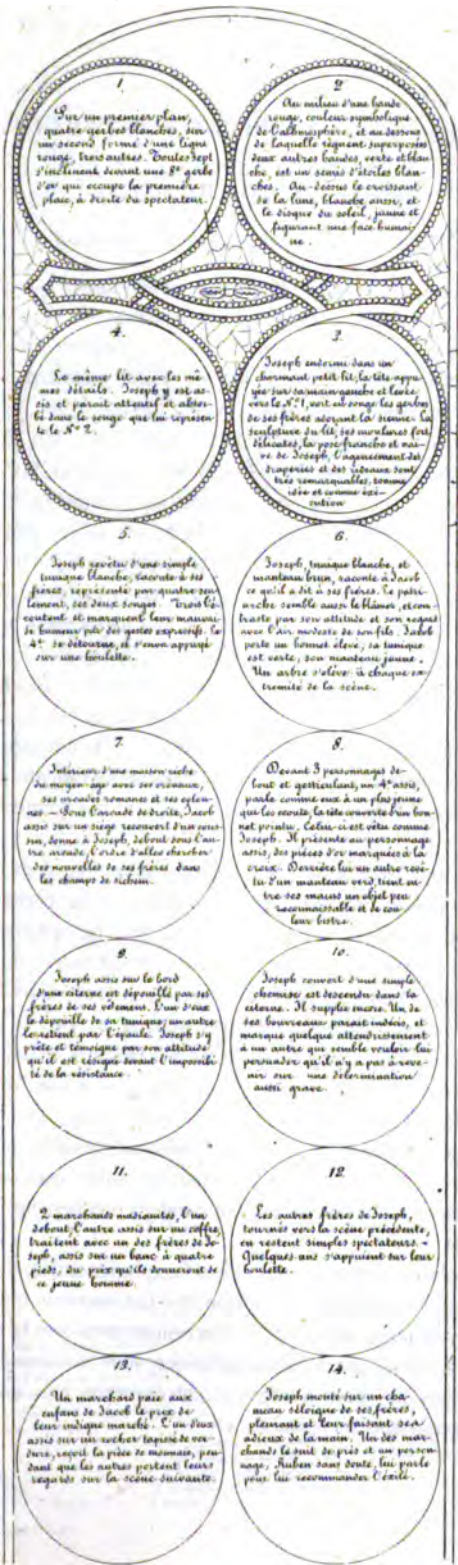 1.
Sur un premier plan,
quatre gerbes blanches, sur
un second formé d'une ligne
rouge, trois autres. Toutes sept
s'inclinent devant une 8e gerbe
d'or qui occupe la première
place, à droite du spectateur.
2
Au milieu d'une bande
rouge, couleur symbolique
de l'athmosphère, et au dessous
de laquelle règnent superposées
deux autres bandes, verte et blan-
che, est un semis d'étoiles blan-
ches. Au-dessus le croissant
de la lune, blanche aussi, et
le disque du soleil, jaune et
figurant une face humai-
ne.
4.
Le même lit avec les mê
mes détails. Joseph y est as-
sis et parait attentif et absor-
bé dans le songe que lui représen-
te le No 2.
3.
Joseph endormi dans un
charmant petit lit, la tête appu-
yée sur sa main gauche et levée
vers le No 1, voit en songe les gerbes
de ses frères adorant la sienne. La
sculpture du lit, ses moulures fort
délicates, la pose franche et naï-
ve de Joseph, l'agencement des
draperies et des rideaux sont
très remarquables, comme
idée et comme éxé-
cution
5.
Joseph revêtu d'une simple
tunique blanche, raconte à ses
frères, représenté par quatre seu-
lement, ses deux songes. Trois l'é-
coutent et marquent leur mauvai-
se humeur par des gestes expressifs. le
4e se détourne, et s'en va appuyé
sur une houlette.
6.
Joseph, tunique blanche, et
manteau brun, raconte à Jacob
ce qu'il a dit à ses frères. Le patri-
arche semble aussi le blâmer, et con-
traste par son attitude et son regard
avec l'air modeste de son fils. Jacob
porte un bonnet élevé, sa tunique
est verte, son manteau jaune.
Un arbre s'élève à chaque ex-
trémité de la scène.
7.
Intérieur d'une maison riche
du moyen-âge avec ses créneaux,
ses arcades romanes et ses colon-
nes. – Sous l'arcade de droite, Jacob
assis sur un siège recouvert d'un cous-
sin, donne à Joseph, debout sous l'au-
tre arcade, l'ordre d'aller chercher
des nouvelles de ses frères dans
les champs de sichem.
8.
Devant 3 personnages de-
bout et gesticulant, un 4e assis,
parle comme eux à un plus jeune
qui les écoute, la tête couverte d'un bon-
net pointu. Celui-ci est vêtu comme
Joseph. Il présente au personnage
assis, des pièces d'or marquées à la
croix. Derrière lui un autre revê-
tu d'un manteau verd, tient en-
tre ses mains un objet peu
reconnaissable et de cou-
leur bistre.
9.
Joseph assis sur le bord
d'une citerne est dépouillé par ses
frères de ses vêtemens. L'un d'eux
le dépouille de sa tunique; un autre
le retient par l'épaule. Joseph s'y
prête et témoigne par son attitude
qu'il est résigné devant l'impossibi-
lité de la résistance.
10.
Joseph couvert d'une simple
chemise est descendu dans la
citerne. Il supplie encore. Un de
ses bourreaux parait indécis, et
marque quelque attendrissement
à un autre qui semble vouloir lui
persuader qu'il n'y a pas à reve-
nir sur une détermination
aussi grave.
11.
2 marchands madianites, l'un
debout, l'autre assis sur un coffre,
traitent avec un des frères de Jo-
seph, assis sur un banc à quatre
pieds, du prix qu'ils donneront de
ce jeune homme.
12.
Les autres frères de Joseph,
tournés vers la scène précédente,
en restent simples spectateurs. –
Quelques-uns s'appuient sur leur
houlette.
13.
Un marchand paie aux
enfans de Jacob le prix de
leur indigne marché. L'un d'eux
assis sur un rocher tapissé de ver-
dure, reçoit la pièce de monnaie, pen-
dant que les autres portent leurs
regards sur la scène suivante.
14.
Joseph monté sur un cha-
meau s'éloigne de ses frères,
pleurant et leur faisant ses
adieux de la main. Un des mar-
chands le suit de près et un person-
nage, Ruben sans doute, lui parle
pour lui recommander l'éxilé.